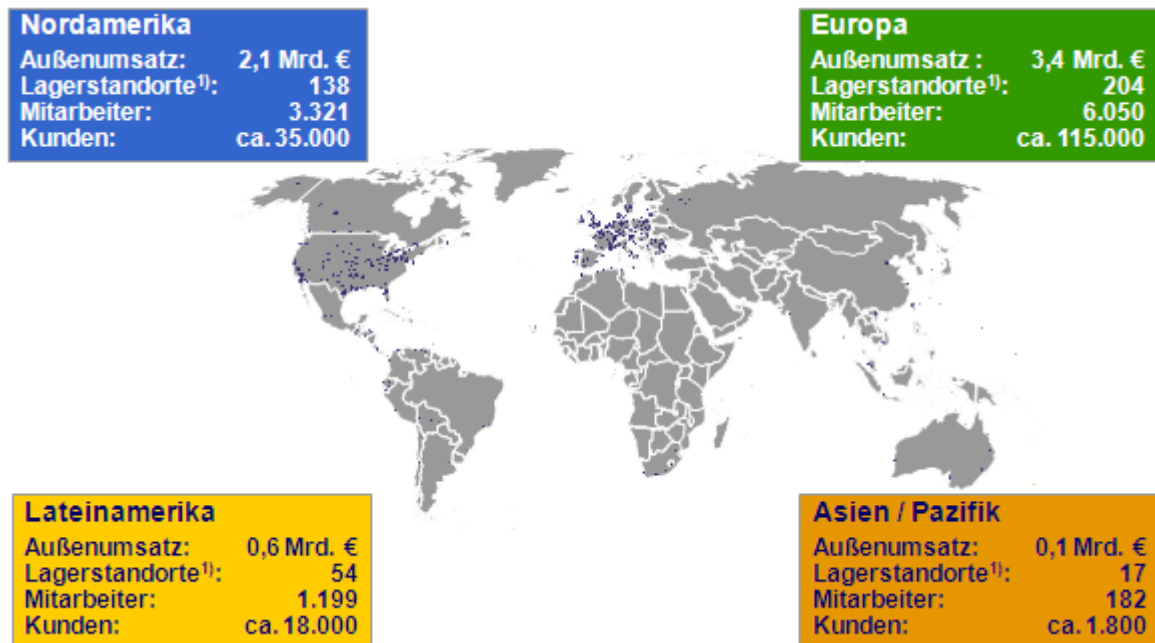 Nordamerika
Außenumsatz: 2,1 Mrd. €
Lagerstandorte¹⁾: 138
Mitarbeiter: 3.321
Kunden: ca. 35.000
Europa
Außenumsatz : 3,4 Mrd. €
Lagerstandorte¹⁾: 204
Mitarbeiter: 6.050
Kunden: ca. 115.000
Lateinamerika
Außenumsatz: 0,6 Mrd. €
Lagerstandorte¹⁾: 54
Mitarbeiter: 1.199
Kunden: ca. 18.000
Asien / Pazifik
Außenumsatz: 0,1 Mrd. €
Lagerstandorte¹⁾: 17
Mitarbeiter: 182
Kunden: ca. 1.800